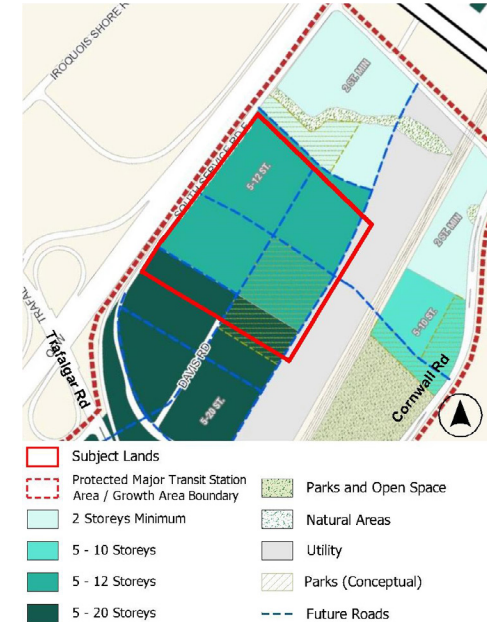 IROQUOIS SHORE R
2 ST. MIN
SOUTH SERVICE RD E
5-12 ST.
2 ST. MIN
5-10 ST.
TRAFAL
Trafalgar Rd
DAVIS RD
5-20 ST.
Cornwall Rd
Subject Lands
Protected Major Transit Station
Area / Growth Area Boundary
2 Storeys Minimum
5 - 10 Storeys
5 - 12 Storeys
5 - 20 Storeys
Parks and Open Space
Natural Areas
Utility
Parks (Conceptual)
Future Roads